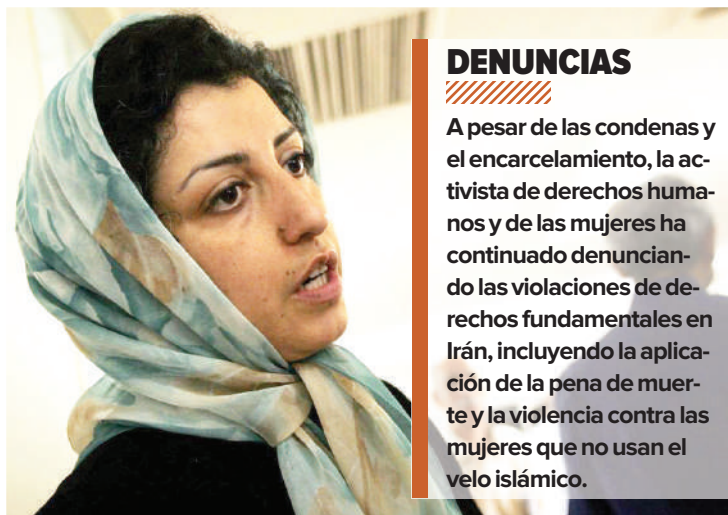 DENUNCIAS
A pesar de las condenas y
el encarcelamiento, la ac-
tivista de derechos huma-
nos y de las mujeres ha
continuado denuncian-
do las violaciones de de-
rechos fundamentales en
Irán, incluyendo la aplica-
ción de la pena de muer-
te y la violencia contra las
mujeres que no usan el
velo islámico.